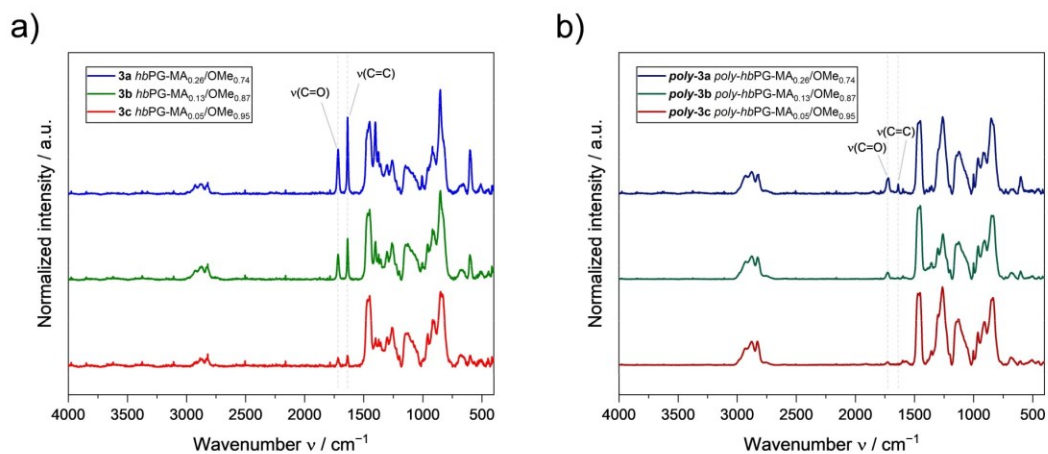 a)
3a hbPG-MA0.26/OMe0.74
3b hbPG-MA0.13/OMe0.87
3c hbPG-MA0.05/OMe0.95
ν(C=C)
ν(C=O)
Normalized intensity / a.u.
4000 3500 3000 2500 2000 1500 1000 500
Wavenumber ν / cm⁻¹
b)
poly-3a poly-hbPG-MA0.26/OMe0.74
poly-3b poly-hbPG-MA0.13/OMe0.87
poly-3c poly-hbPG-MA0.05/OMe0.95
ν(C=C)
ν(C=O)
Normalized intensity / a.u.
4000 3500 3000 2500 2000 1500 1000 500
Wavenumber ν / cm⁻¹